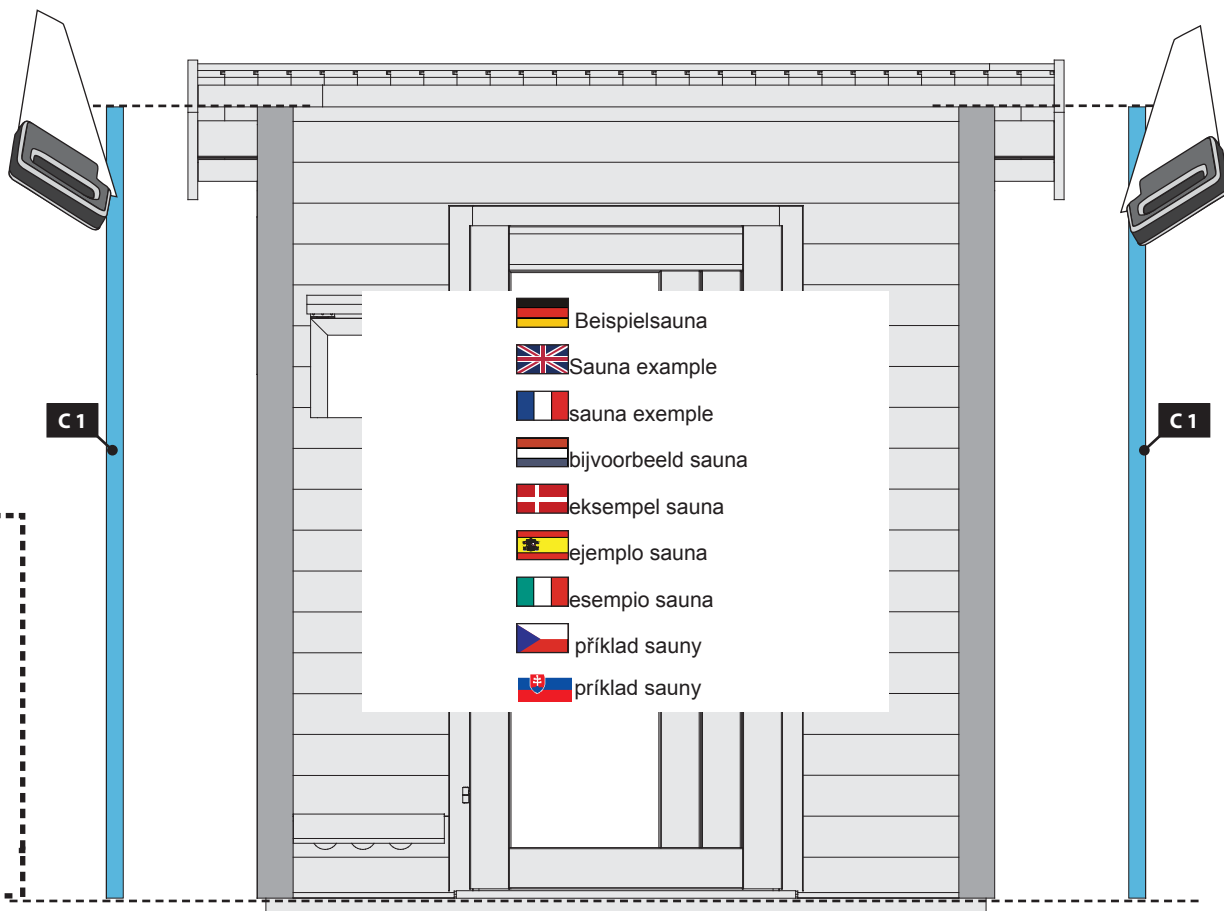 Beispielsauna
Sauna example
sauna exemple
C 1
C 1
bijvoorbeeld sauna
eksempel sauna
ejemplo sauna
esempio sauna
příklad sauny
príklad sauny